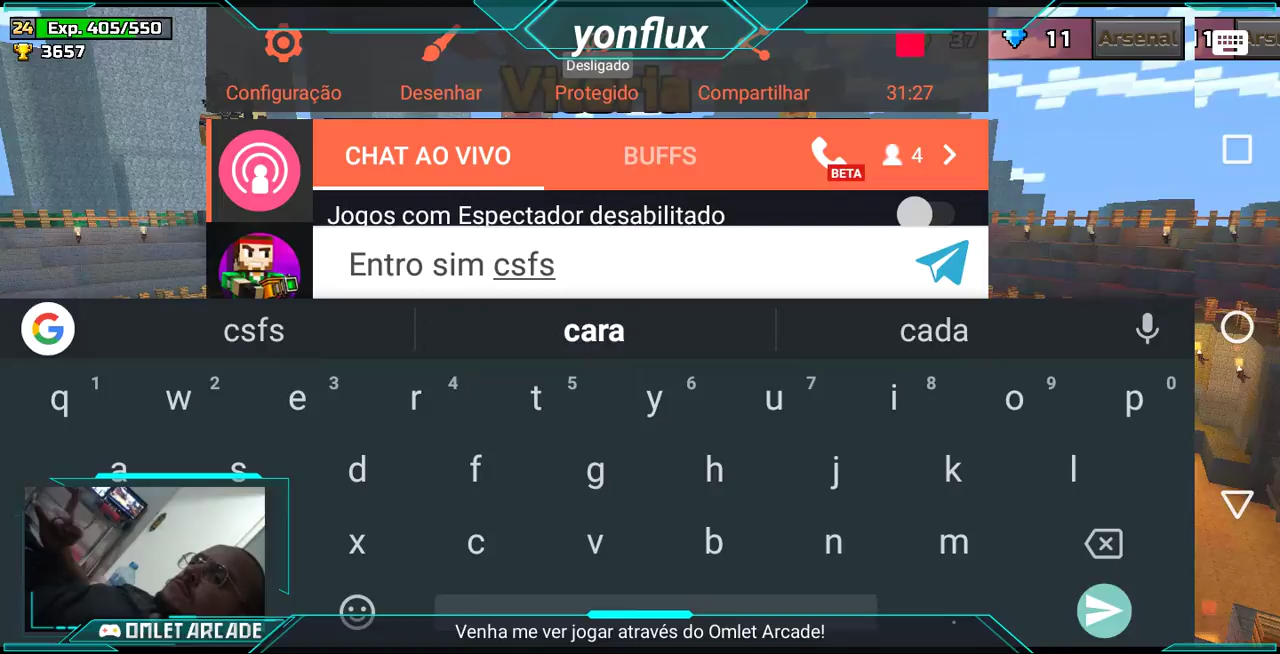 24 Exp. 405/550
3657
yonflux
Desligado
37
11
Arsenal
Vitória
Configuração
Desenhar
Protegido
Compartilhar
31:27
CHAT AO VIVO
BUFFS
BETA
4
Jogos com Espectador desabilitado
Entro sim csfs
csfs
cara
cada
q 1 w 2 e 3 r 4 t 5 y 6 u 7 i 8 o 9 p 0
a s d f g h j k l
x c v b n m
OMLET ARCADE
Venha me ver jogar através do Omlet Arcade!